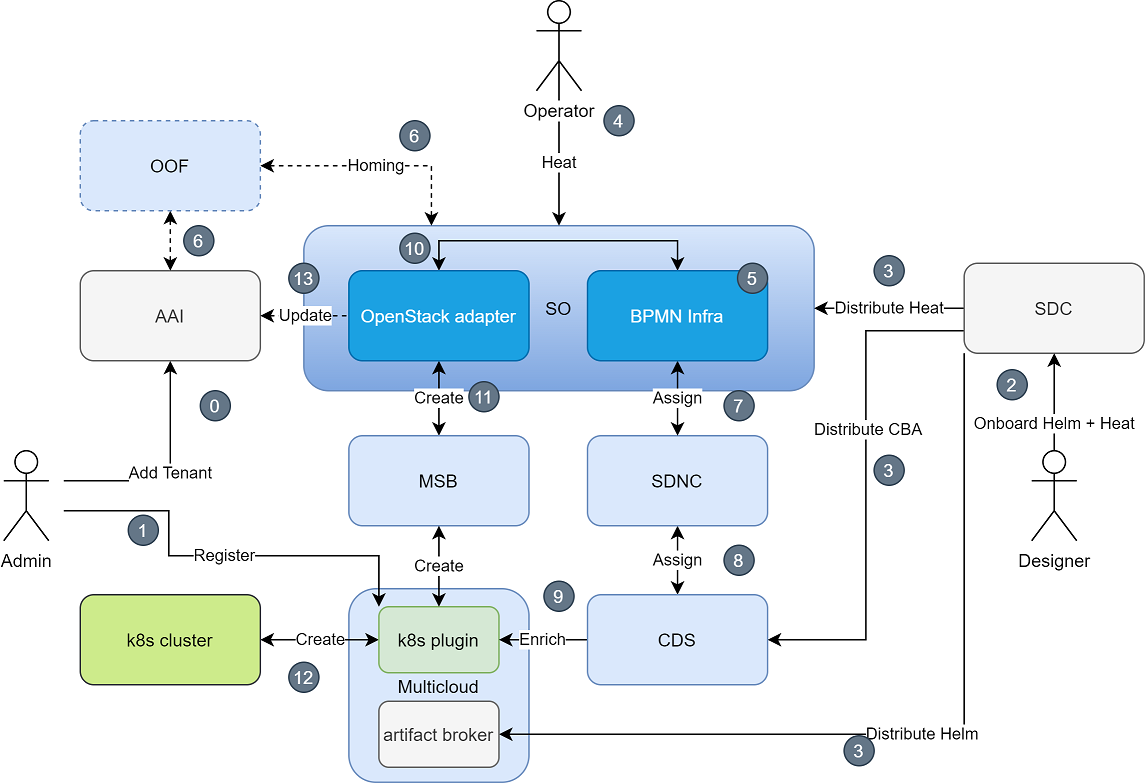 Operator
4
6
OOF
Homing
Heat
6
10
13
5
3
AAI
Update
OpenStack adapter
SO
BPMN Infra
Distribute Heat
SDC
0
Create
11
Assign
7
2
Onboard Helm + Heat
Distribute CBA
3
Add Tenant
MSB
SDNC
1
Admin
Register
Create
Assign
8
Designer
9
k8s cluster
Create
k8s plugin
Enrich
CDS
12
Multicloud
artifact broker
Distribute Helm
3